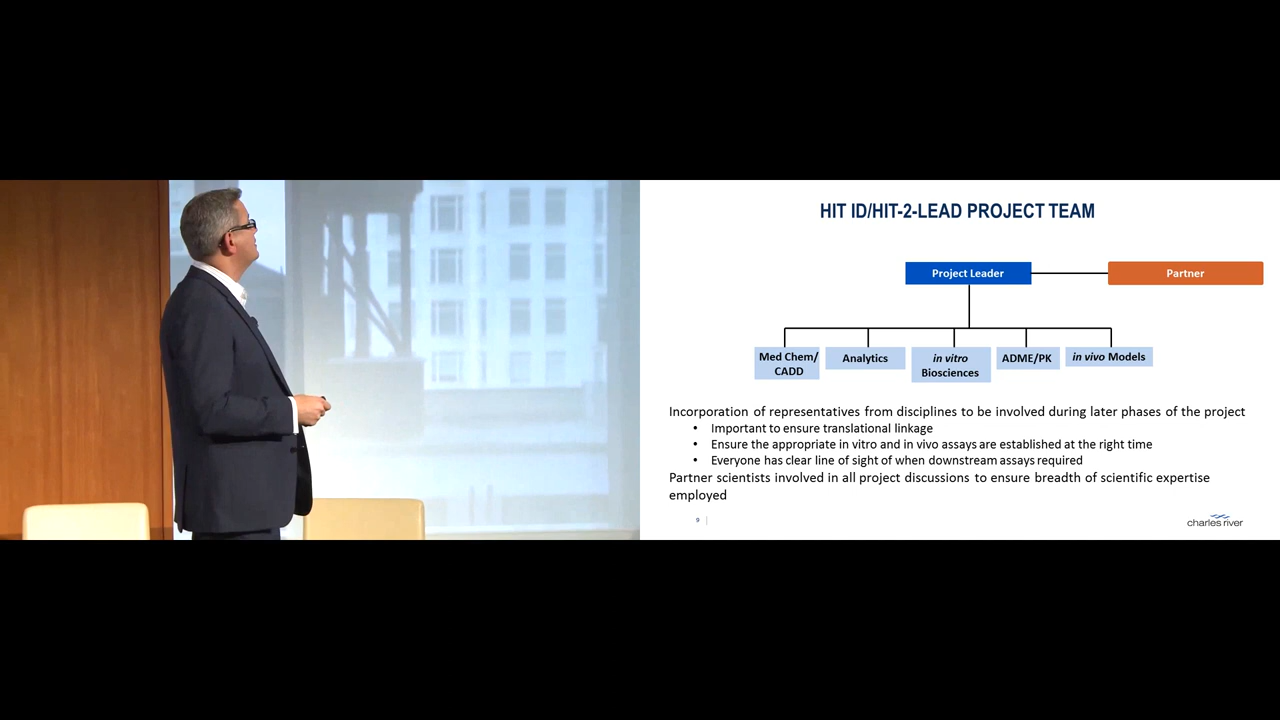 HIT ID/HIT-2-LEAD PROJECT TEAM
Project Leader
Partner
Med Chem/
CADD
Analytics
in vitro
Biosciences
ADME/PK
in vivo Models
Incorporation of representatives from disciplines to be involved during later phases of the project
• Important to ensure translational linkage
• Ensure the appropriate in vitro and in vivo assays are established at the right time
• Everyone has clear line of sight of when downstream assays required
Partner scientists involved in all project discussions to ensure breadth of scientific expertise
employed
9
charles river